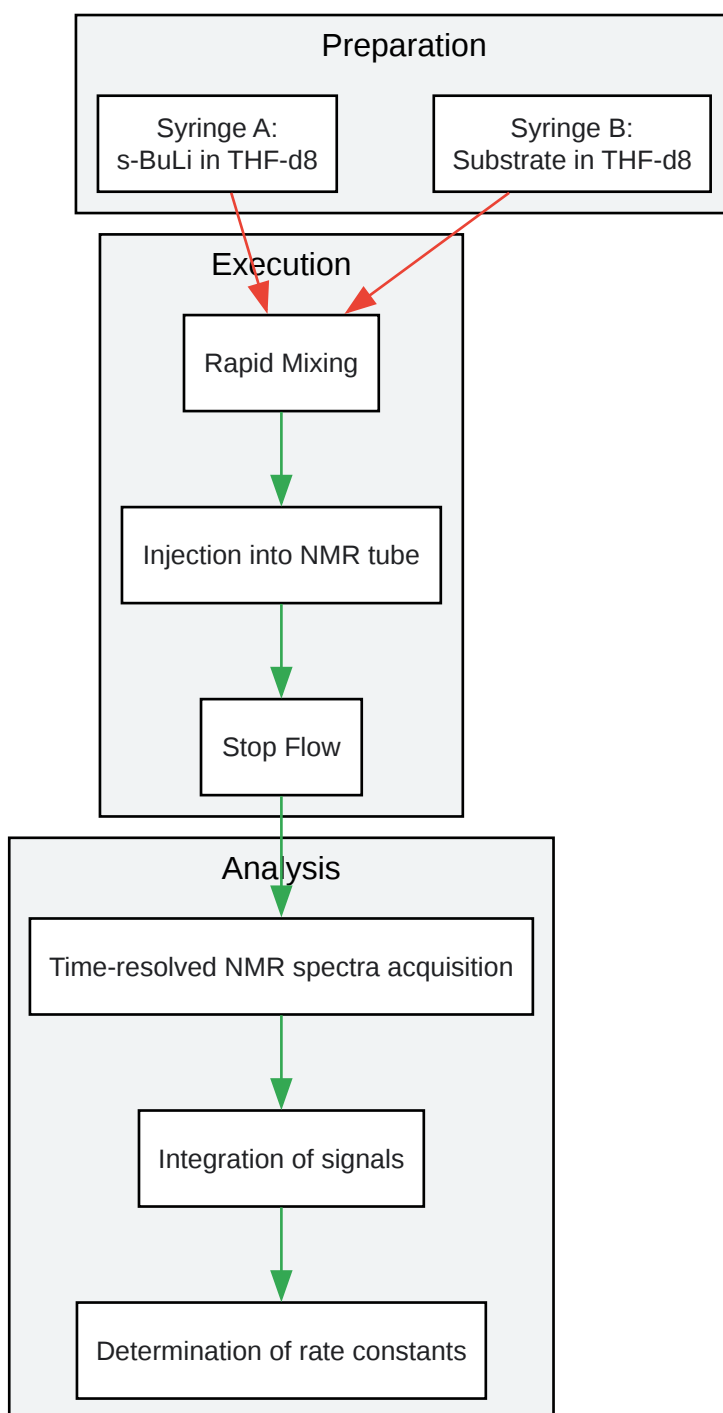 Preparation
Syringe A:
s-BuLi in THF-d8
Syringe B:
Substrate in THF-d8
Execution
Rapid Mixing
Injection into NMR tube
Stop Flow
Analysis
Time-resolved NMR spectra acquisition
Integration of signals
Determination of rate constants